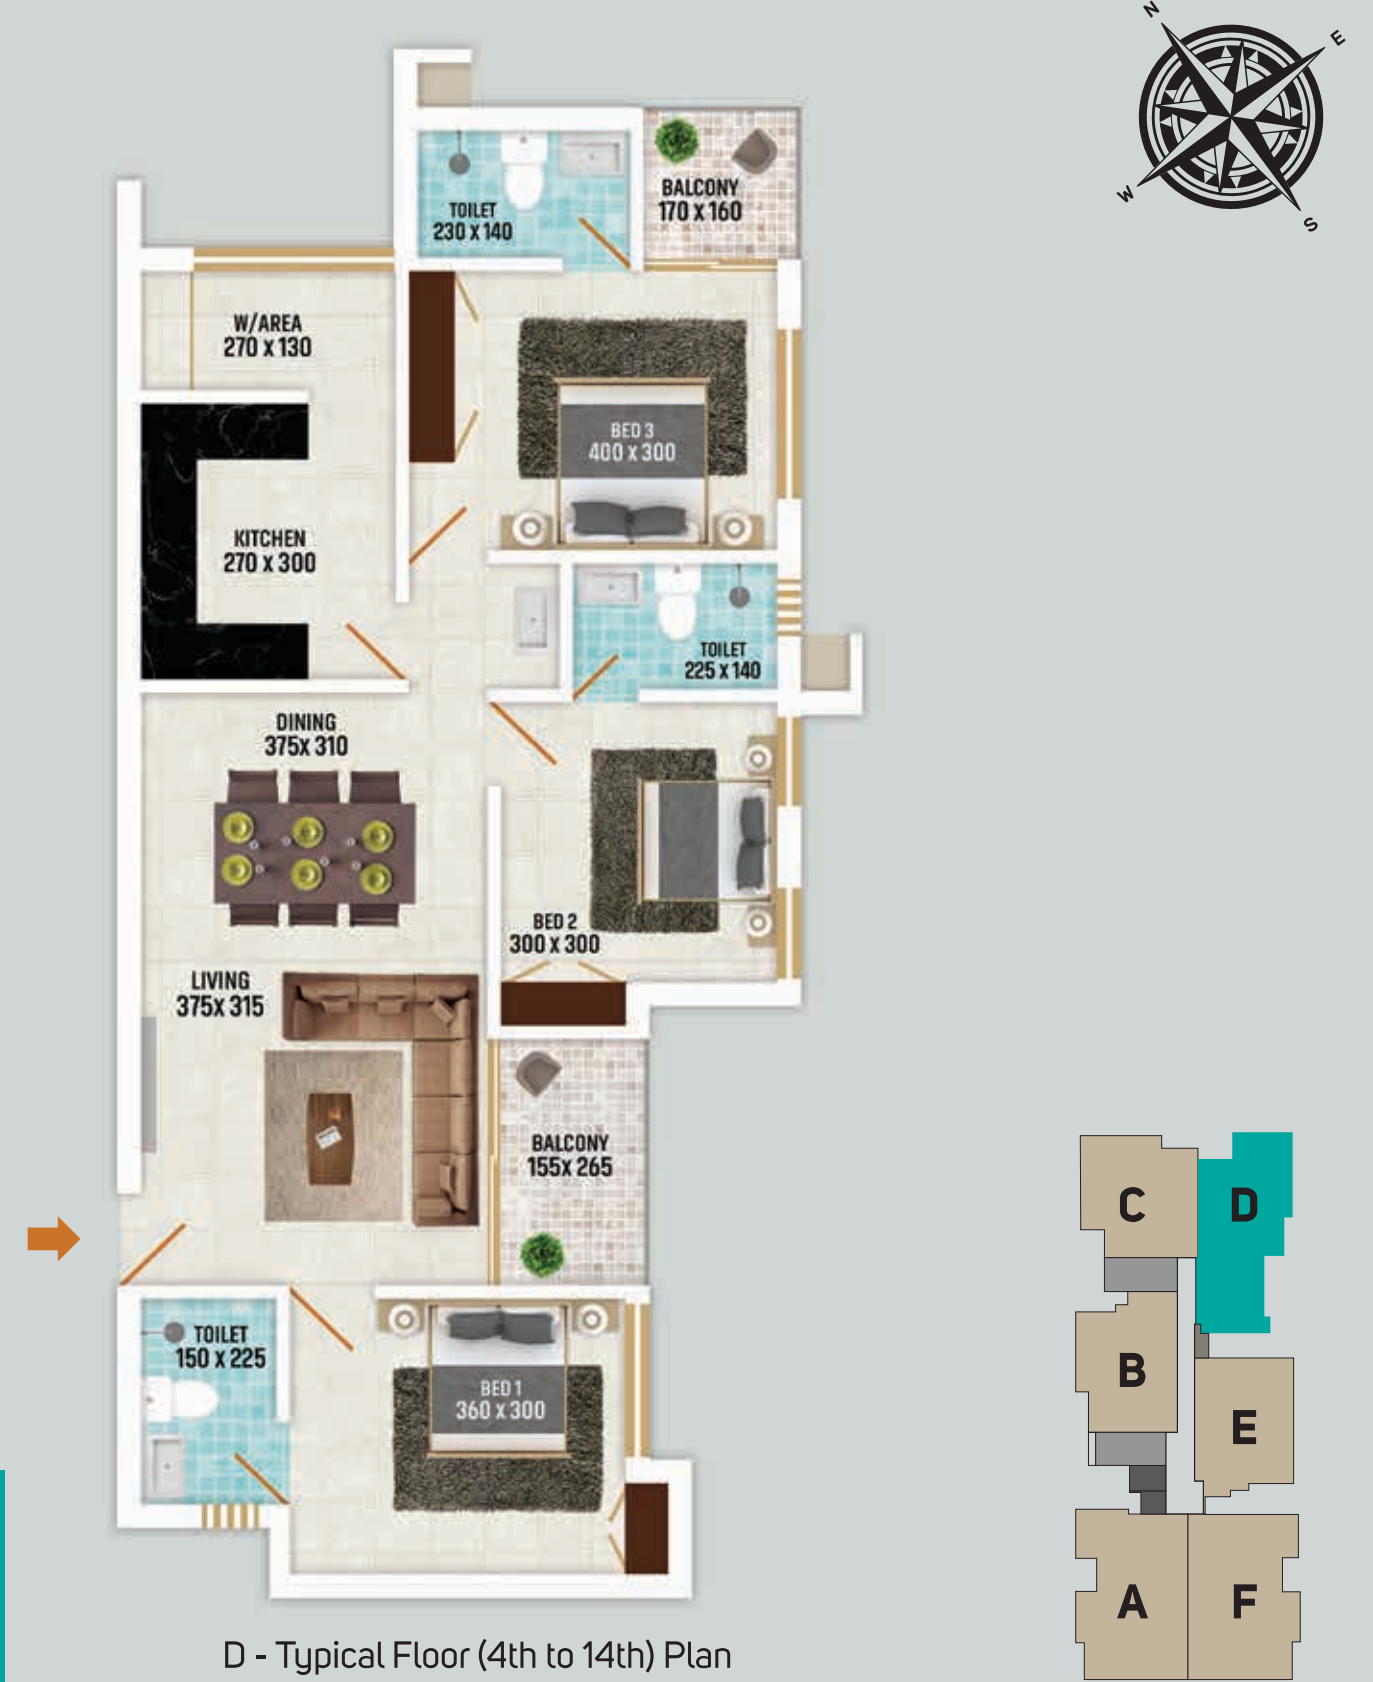 N
E
W
S
TOILET
230 x 140
BALCONY
170 x 160
W/AREA
270 x 130
BED 3
400 x 300
KITCHEN
270 x 300
TOILET
225 x 140
DINING
375x 310
BED 2
300 x 300
LIVING
375x 315
BALCONY
155x 265
TOILET
150 x 225
BED 1
360 x 300
C
D
B
E
A
F
D - Typical Floor (4th to 14th) Plan